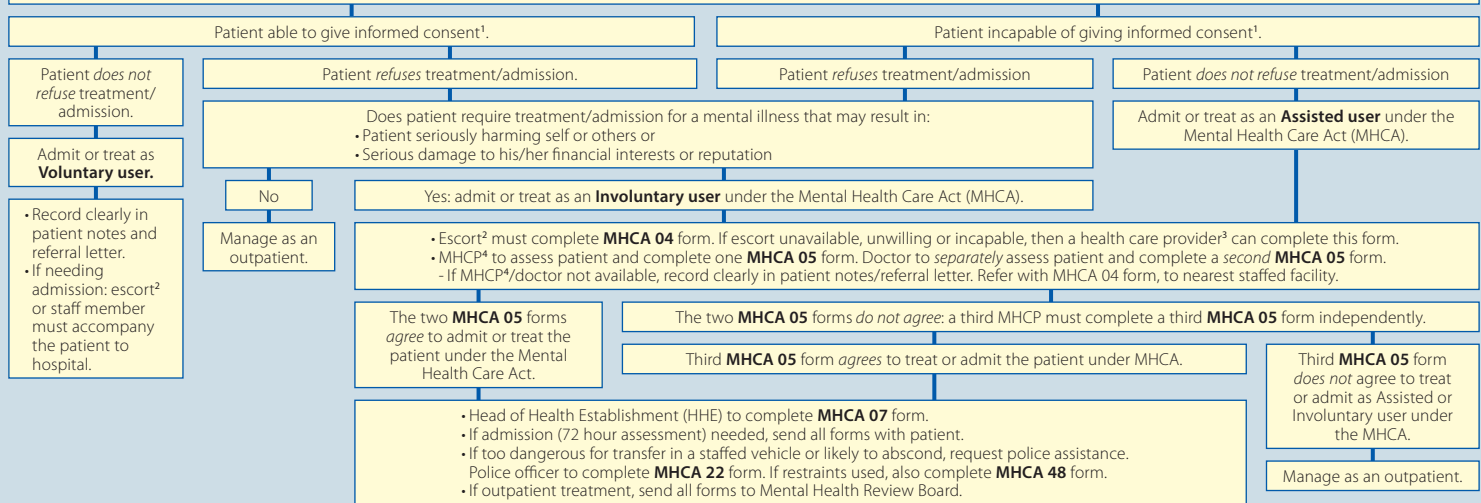 Patient able to give informed consent¹.
Patient incapable of giving informed consent¹.
Patient does not
refuse treatment/
admission.
Patient refuses treatment/admission.
Patient refuses treatment/admission
Patient does not refuse treatment/admission
Does patient require treatment/admission for a mental illness that may result in:
• Patient seriously harming self or others or
• Serious damage to his/her financial interests or reputation
Admit or treat as an Assisted user under the
Mental Health Care Act (MHCA).
Admit or treat as
Voluntary user.
No
Yes: admit or treat as an Involuntary user under the Mental Health Care Act (MHCA).
• Record clearly in
patient notes and
referral letter.
• If needing
admission: escort²
or staff member
must accompany
the patient to
hospital.
Manage as an
outpatient.
• Escort² must complete MHCA 04 form. If escort unavailable, unwilling or incapable, then a health care provider³ can complete this form.
• MHCP⁴ to assess patient and complete one MHCA 05 form. Doctor to separately assess patient and complete a second MHCA 05 form.
- If MHCP⁴/doctor not available, record clearly in patient notes/referral letter. Refer with MHCA 04 form, to nearest staffed facility.
The two MHCA 05 forms
agree to admit or treat the
patient under the Mental
Health Care Act.
The two MHCA 05 forms do not agree: a third MHCP must complete a third MHCA 05 form independently.
Third MHCA 05 form agrees to treat or admit the patient under MHCA.
Third MHCA 05 form
does not agree to treat
or admit as Assisted or
Involuntary user under
the MHCA.
• Head of Health Establishment (HHE) to complete MHCA 07 form.
• If admission (72 hour assessment) needed, send all forms with patient.
• If too dangerous for transfer in a staffed vehicle or likely to abscond, request police assistance.
Police officer to complete MHCA 22 form. If restraints used, also complete MHCA 48 form.
• If outpatient treatment, send all forms to Mental Health Review Board.
Manage as an outpatient.